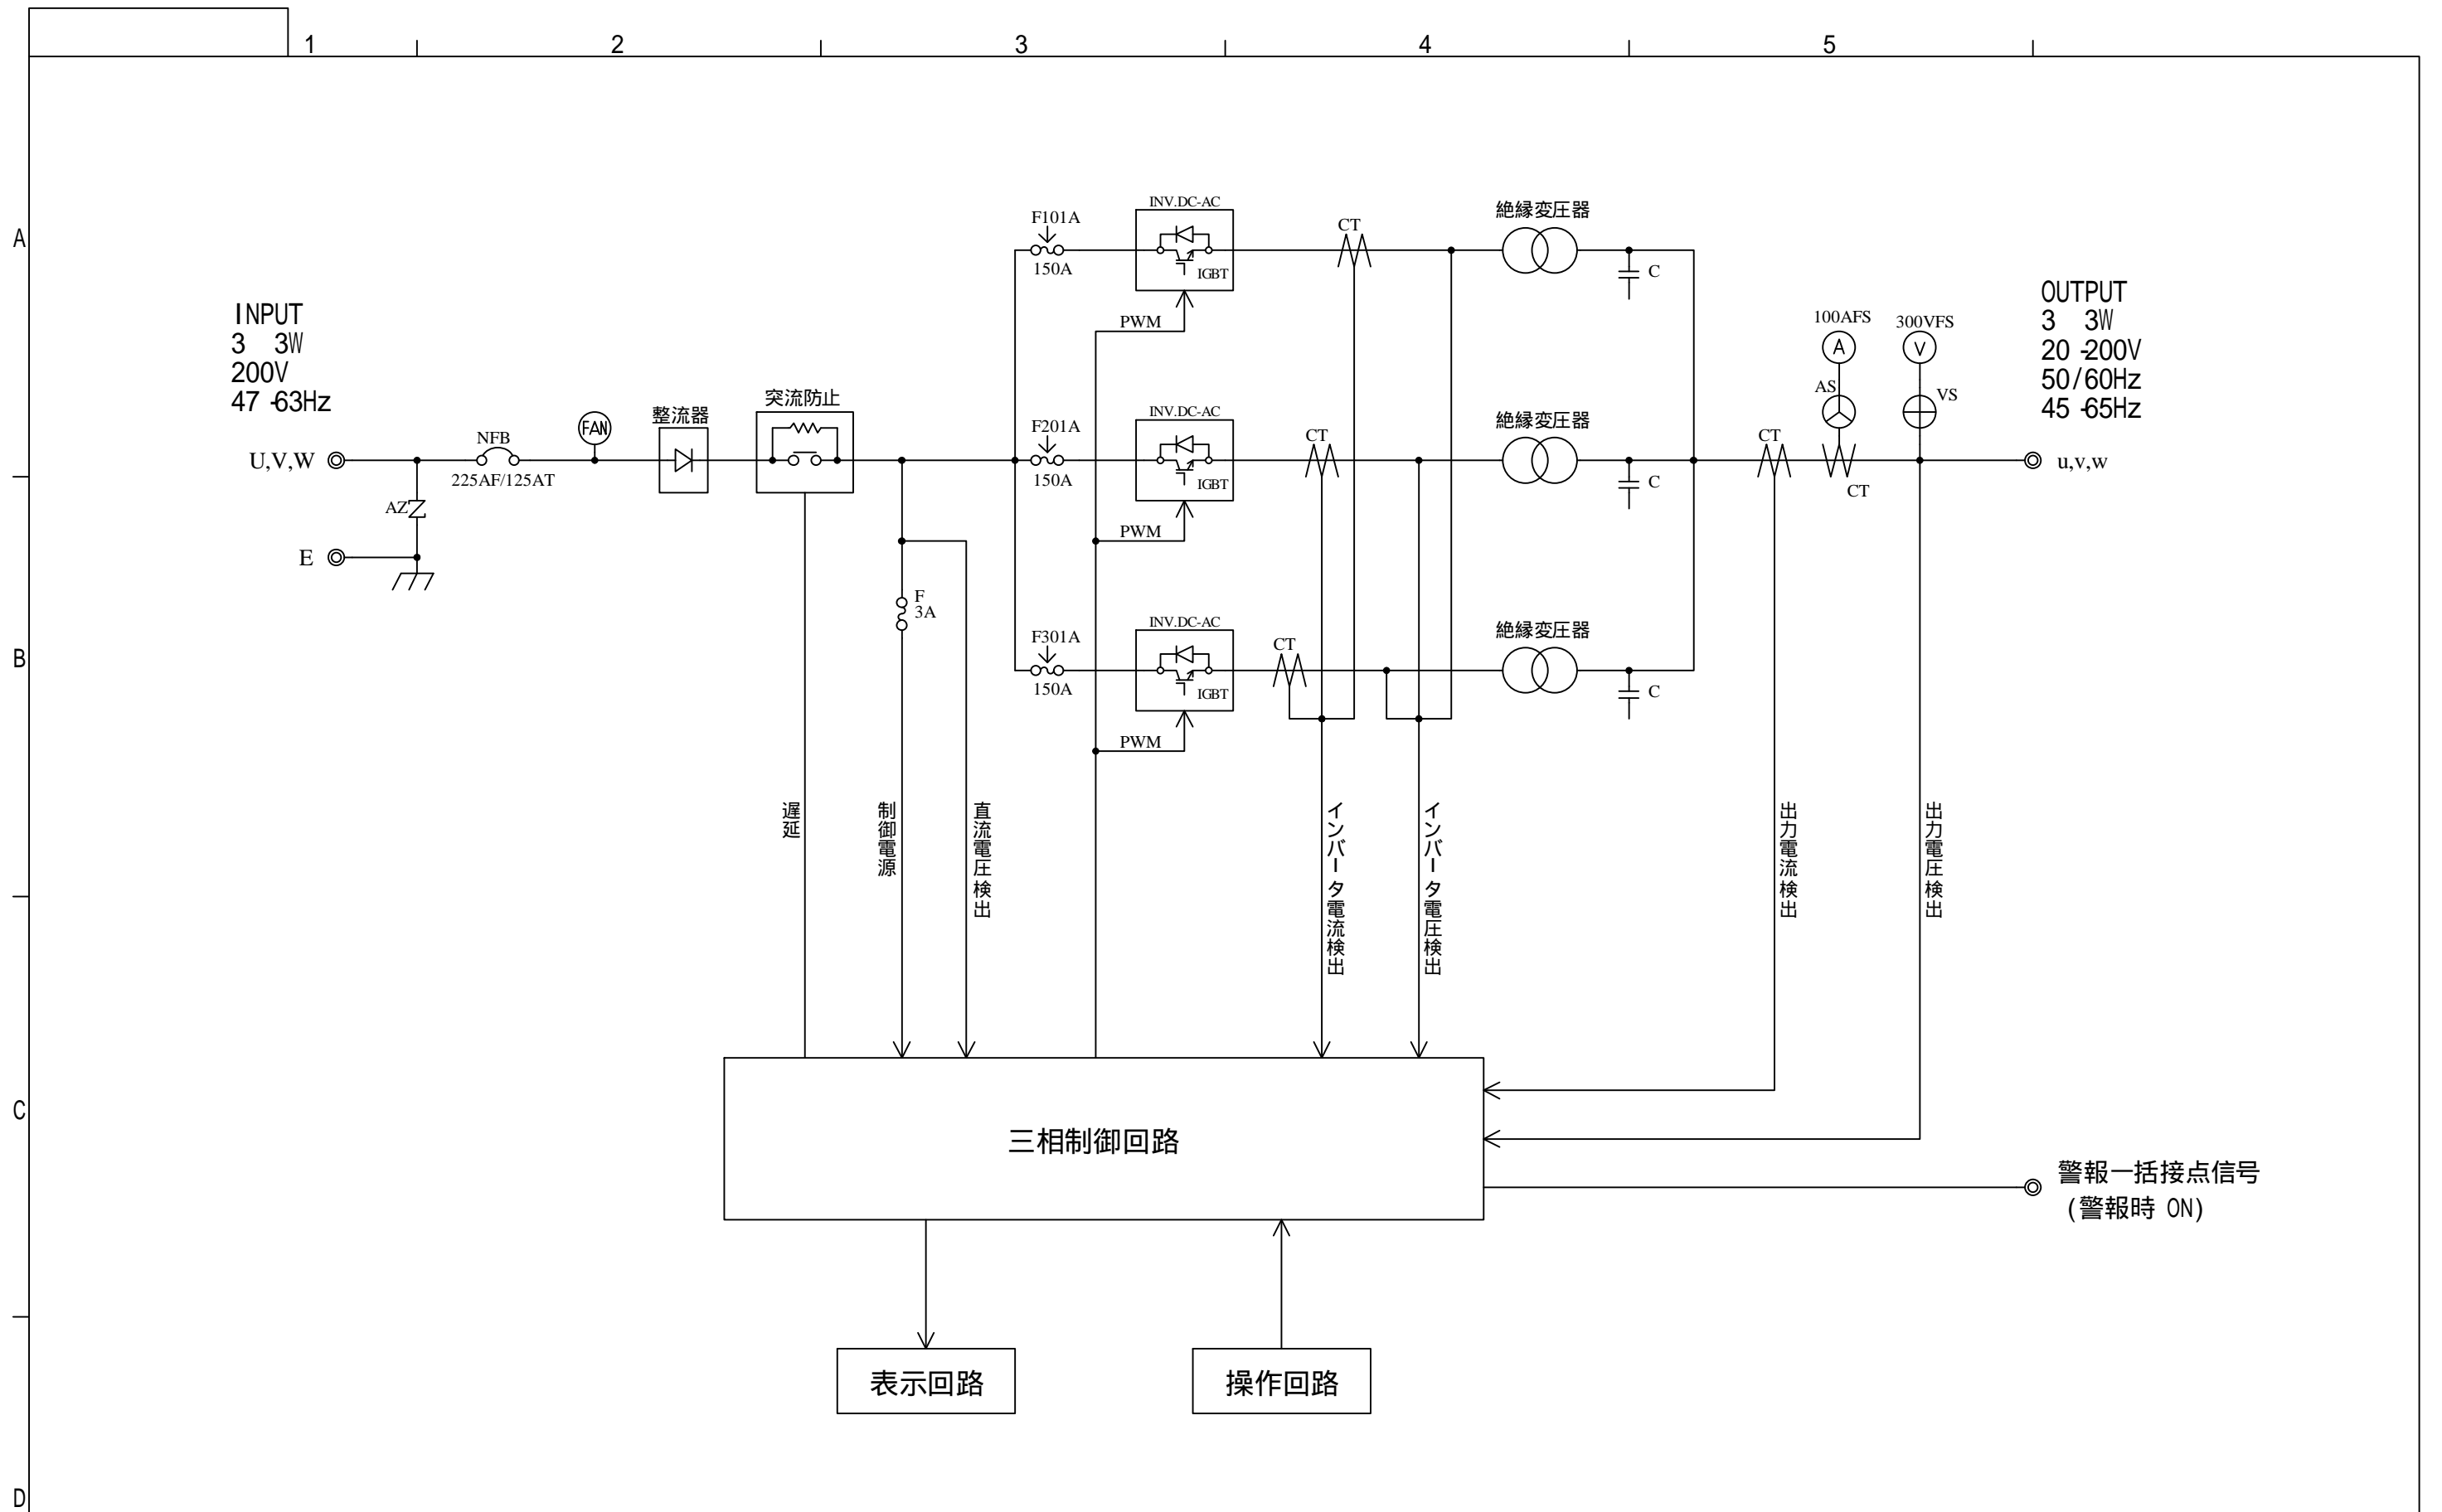 1 2 3 4 5
A
B
C
D
INPUT
3 3W
200V
47-63Hz
U,V,W
E
AZ
NFB
225AF/125AT
FAN
整流器
突流防止
F
3A
F101A
150A
INV.DC-AC
IGBT
PWM
CT
絶縁変圧器
C
F201A
150A
INV.DC-AC
IGBT
PWM
CT
絶縁変圧器
C
F301A
150A
INV.DC-AC
IGBT
PWM
CT
絶縁変圧器
C
CT
100AFS
A
AS
CT
300VFS
V
VS
OUTPUT
3 3W
20-200V
50/60Hz
45-65Hz
u,v,w
遅延
制御電源
直流電圧検出
インバータ電流検出
インバータ電圧検出
出力電流検出
出力電圧検出
三相制御回路
警報一括接点信号
(警報時 ON)
表示回路
操作回路